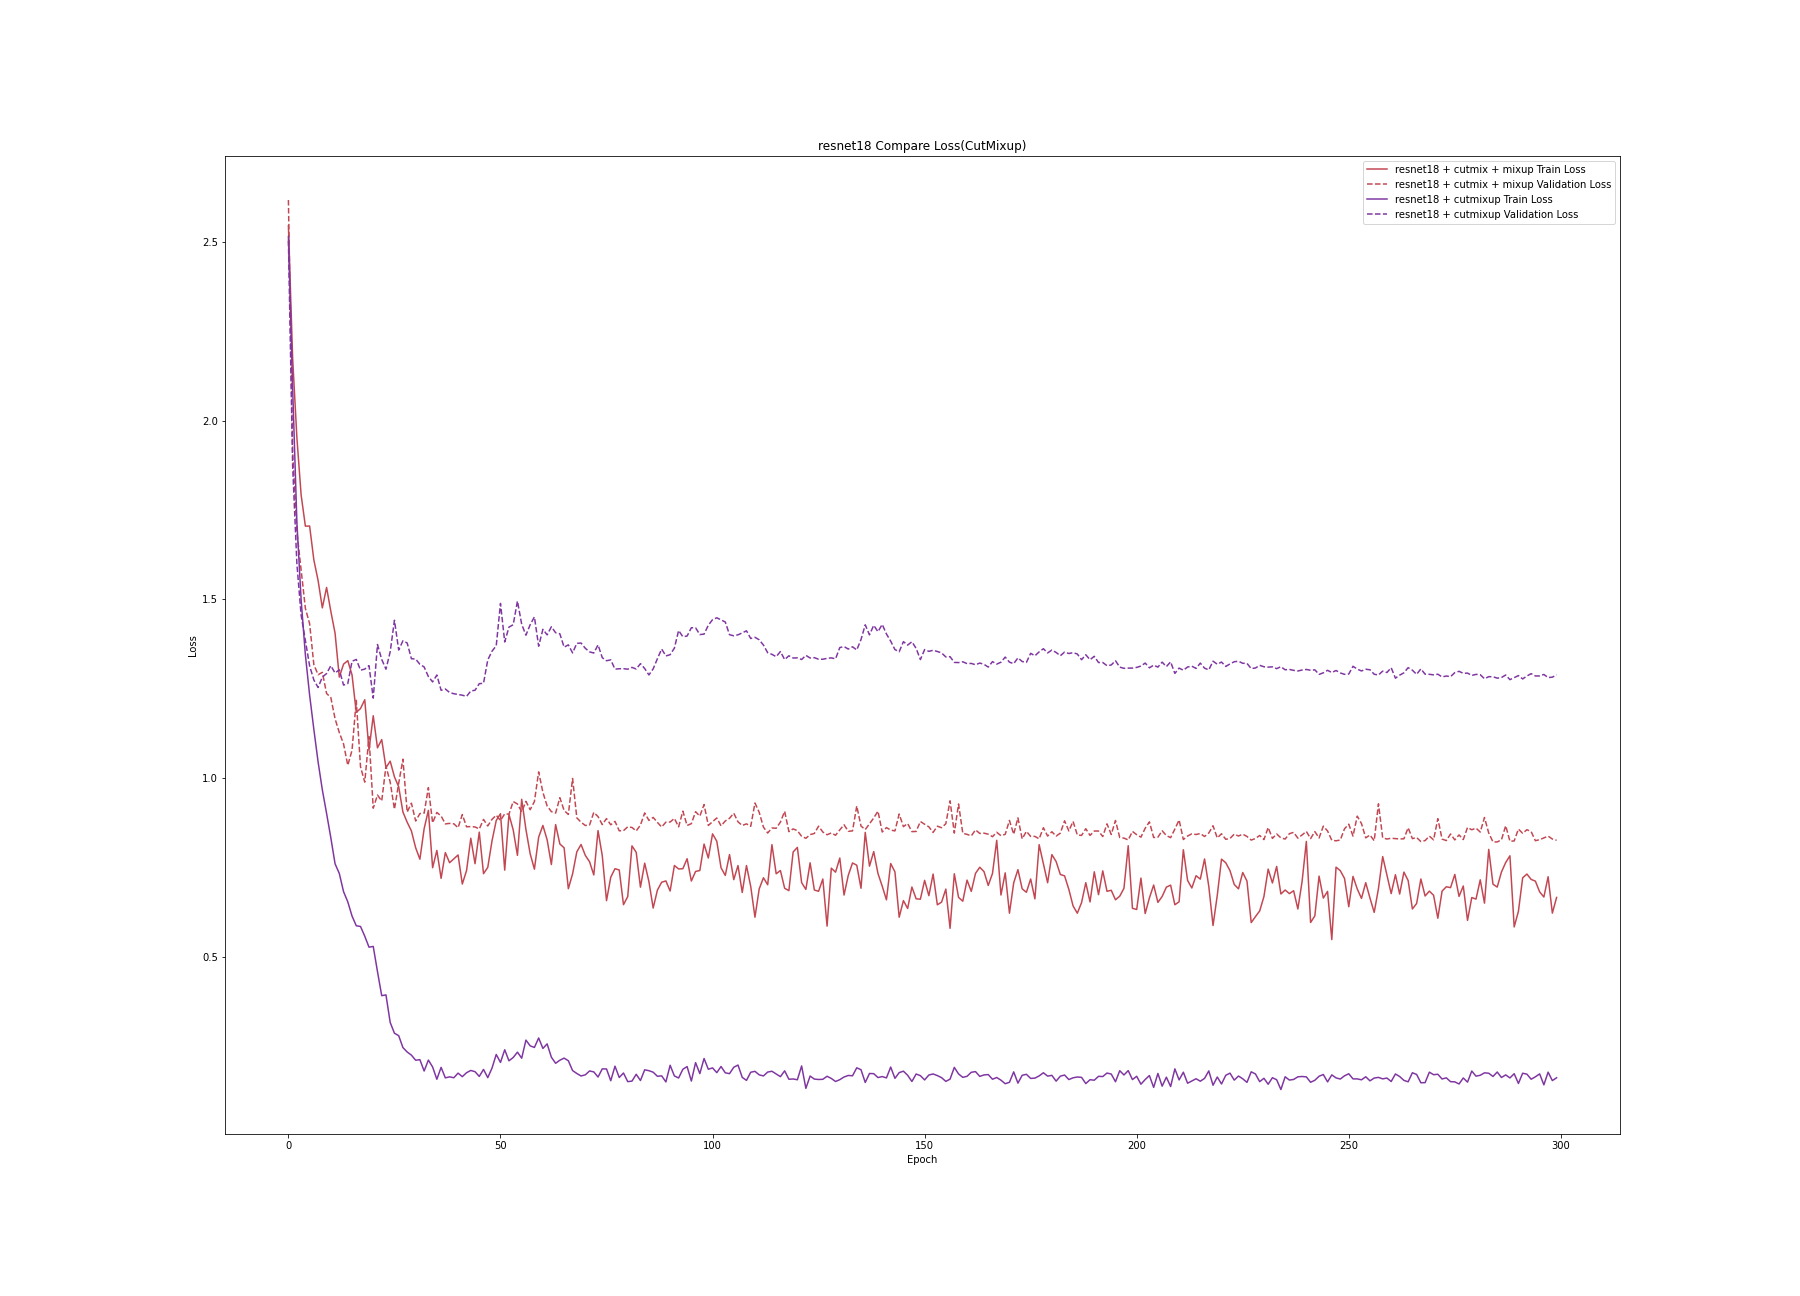 resnet18 Compare Loss(CutMixup)
resnet18 + cutmix + mixup Train Loss
resnet18 + cutmix + mixup Validation Loss
resnet18 + cutmixup Train Loss
resnet18 + cutmixup Validation Loss
2.5
2.0
1.5
1.0
0.5
Loss
0 50 100 150 200 250 300
Epoch